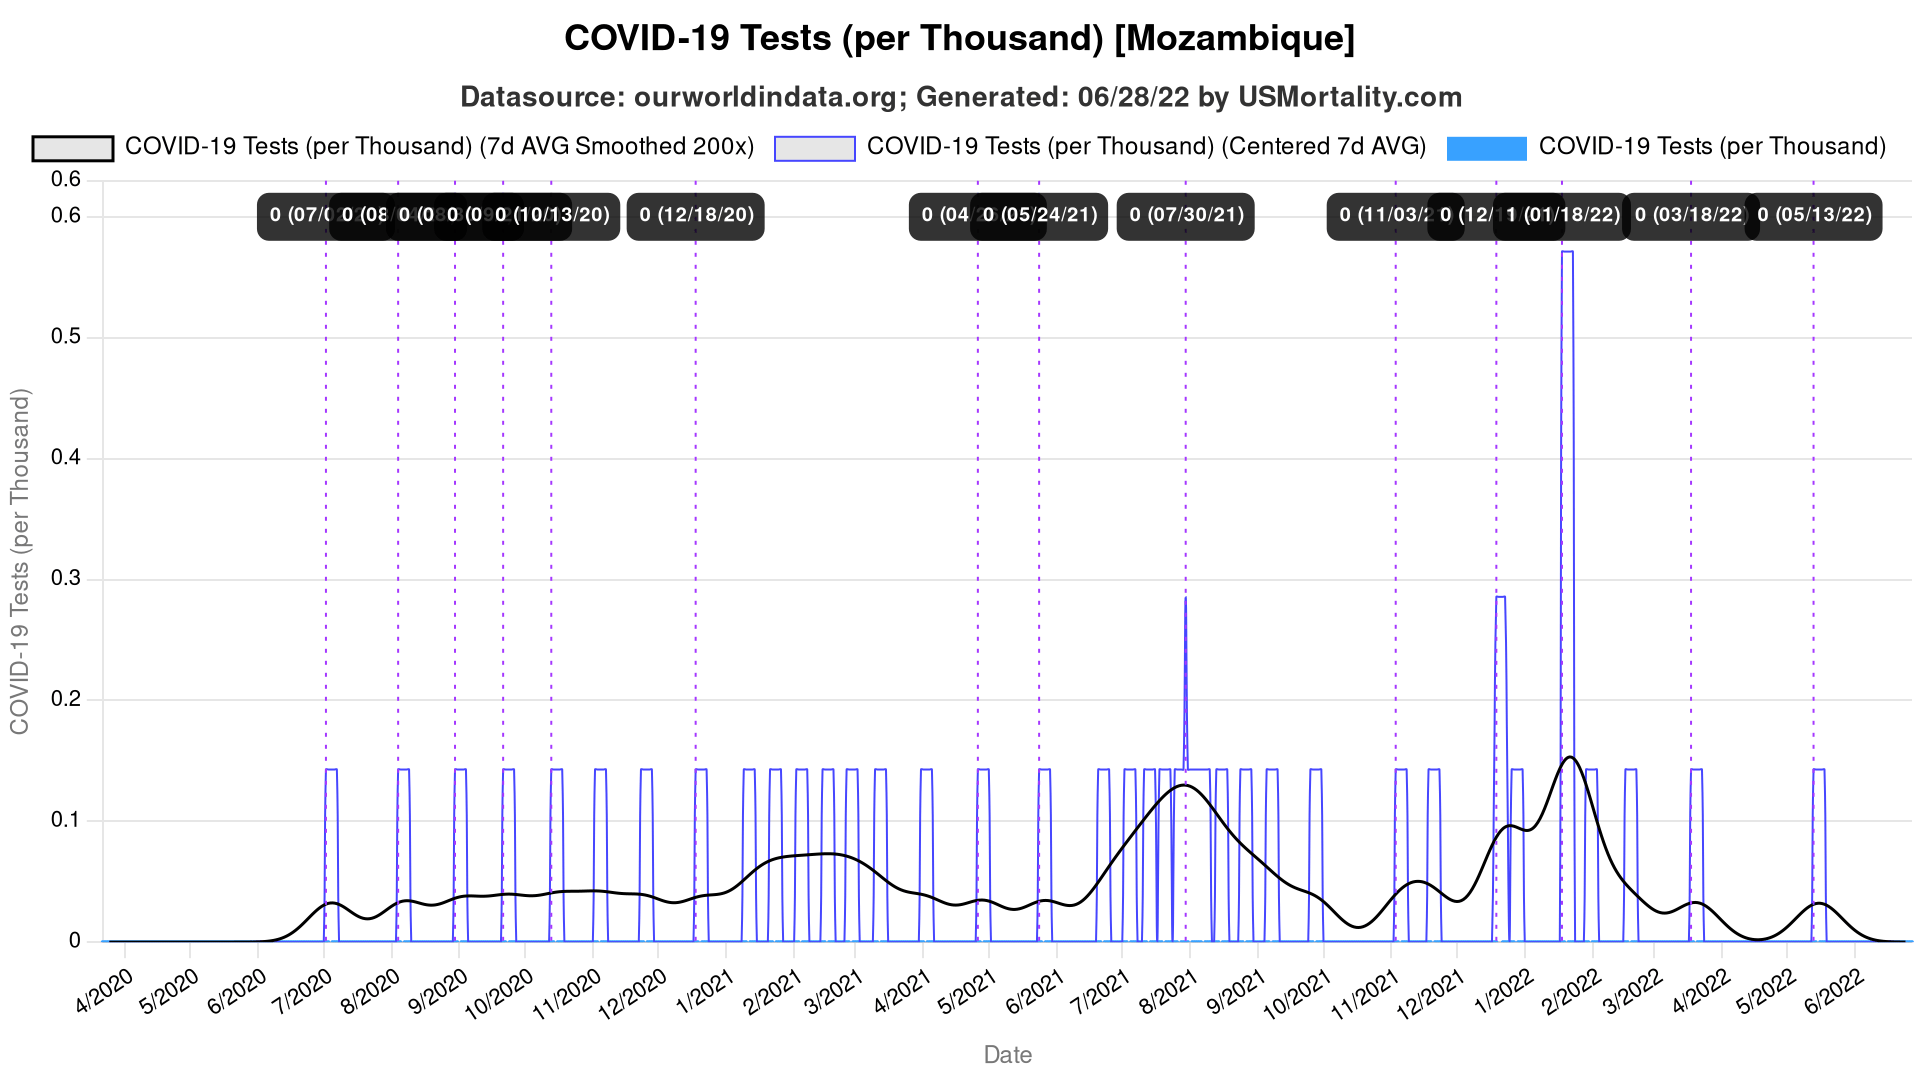 COVID-19 Tests (per Thousand) [Mozambique]
Datasource: ourworldindata.org; Generated: 06/28/22 by USMortality.com
COVID-19 Tests (per Thousand) (7d AVG Smoothed 200x) COVID-19 Tests (per Thousand) (Centered 7d AVG) COVID-19 Tests (per Thousand)
0.6
0.6
0.5
0.4
0.3
0.2
0.1
0
0 (10/13/20) 0 (12/18/20) 0 (05/24/21) 0 (07/30/21) 0 (11/03/2 1 (01/18/22) 0 (03/18/22) 0 (05/13/22)
COVID-19 Tests (per Thousand)
4/2020 5/2020 6/2020 7/2020 8/2020 9/2020 10/2020 11/2020 12/2020 1/2021 2/2021 3/2021 4/2021 5/2021 6/2021 7/2021 8/2021 9/2021 10/2021 11/2021 12/2021 1/2022 2/2022 3/2022 4/2022 5/2022 6/2022
Date